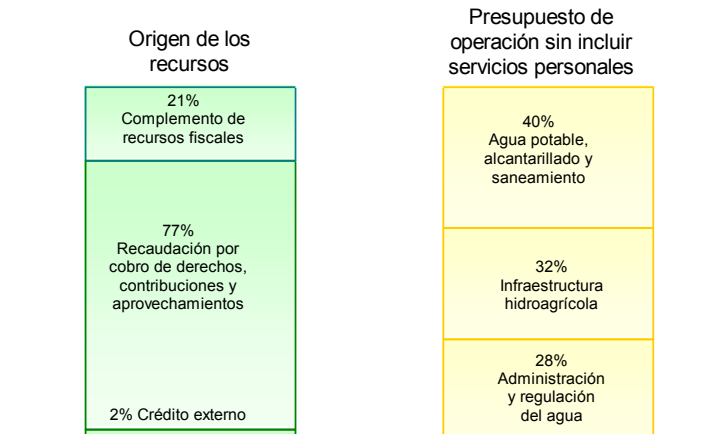 Origen de los
recursos
21%
Complemento de
recursos fiscales
77%
Recaudación por
cobro de derechos,
contribuciones y
aprovechamientos
2% Crédito externo
Presupuesto de
operación sin incluir
servicios personales
40%
Agua potable,
alcantarillado y
saneamiento
32%
Infraestructura
hidroagrícola
28%
Administración
y regulación
del agua